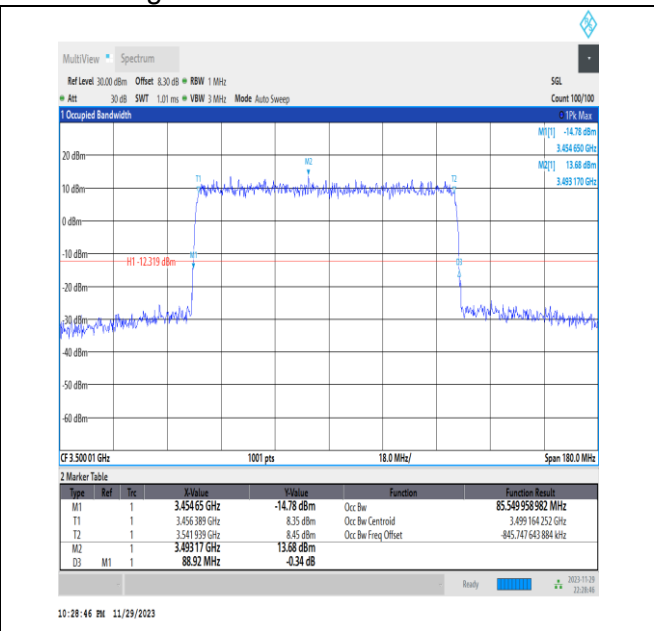 MultiView Spectrum
Ref Level 30.00 dBm Offset 8.30 dB RBW 1 MHz SGL
Att 30 dB SWT 1.01 ms VBW 3 MHz Mode Auto Sweep Count 100/100
1 Occupied Bandwidth 1Pk Max
M1[1] -14.78 dBm
3.454 650 GHz
M2[1] 13.68 dBm
3.493 170 GHz
20 dBm
M2
T1 T2
10 dBm
0 dBm
-10 dBm
M1
H1 -12.319 dBm
D3
-20 dBm
-30 dBm
-40 dBm
-50 dBm
-60 dBm
CF 3.500 01 GHz 1001 pts 18.0 MHz/ Span 180.0 MHz
2 Marker Table
Type Ref Trc X-Value Y-Value Function Function Result
M1 1 3.454 65 GHz -14.78 dBm Occ Bw 85.549 958 982 MHz
T1 1 3.456 389 GHz 8.35 dBm Occ Bw Centroid 3.499 164 252 GHz
T2 1 3.541 939 GHz 8.45 dBm Occ Bw Freq Offset -845.747 643 884 kHz
M2 1 3.493 17 GHz 13.68 dBm
D3 M1 1 88.92 MHz -0.34 dB
Ready 2023-11-29
22:28:46
10:28:46 PM 11/29/2023